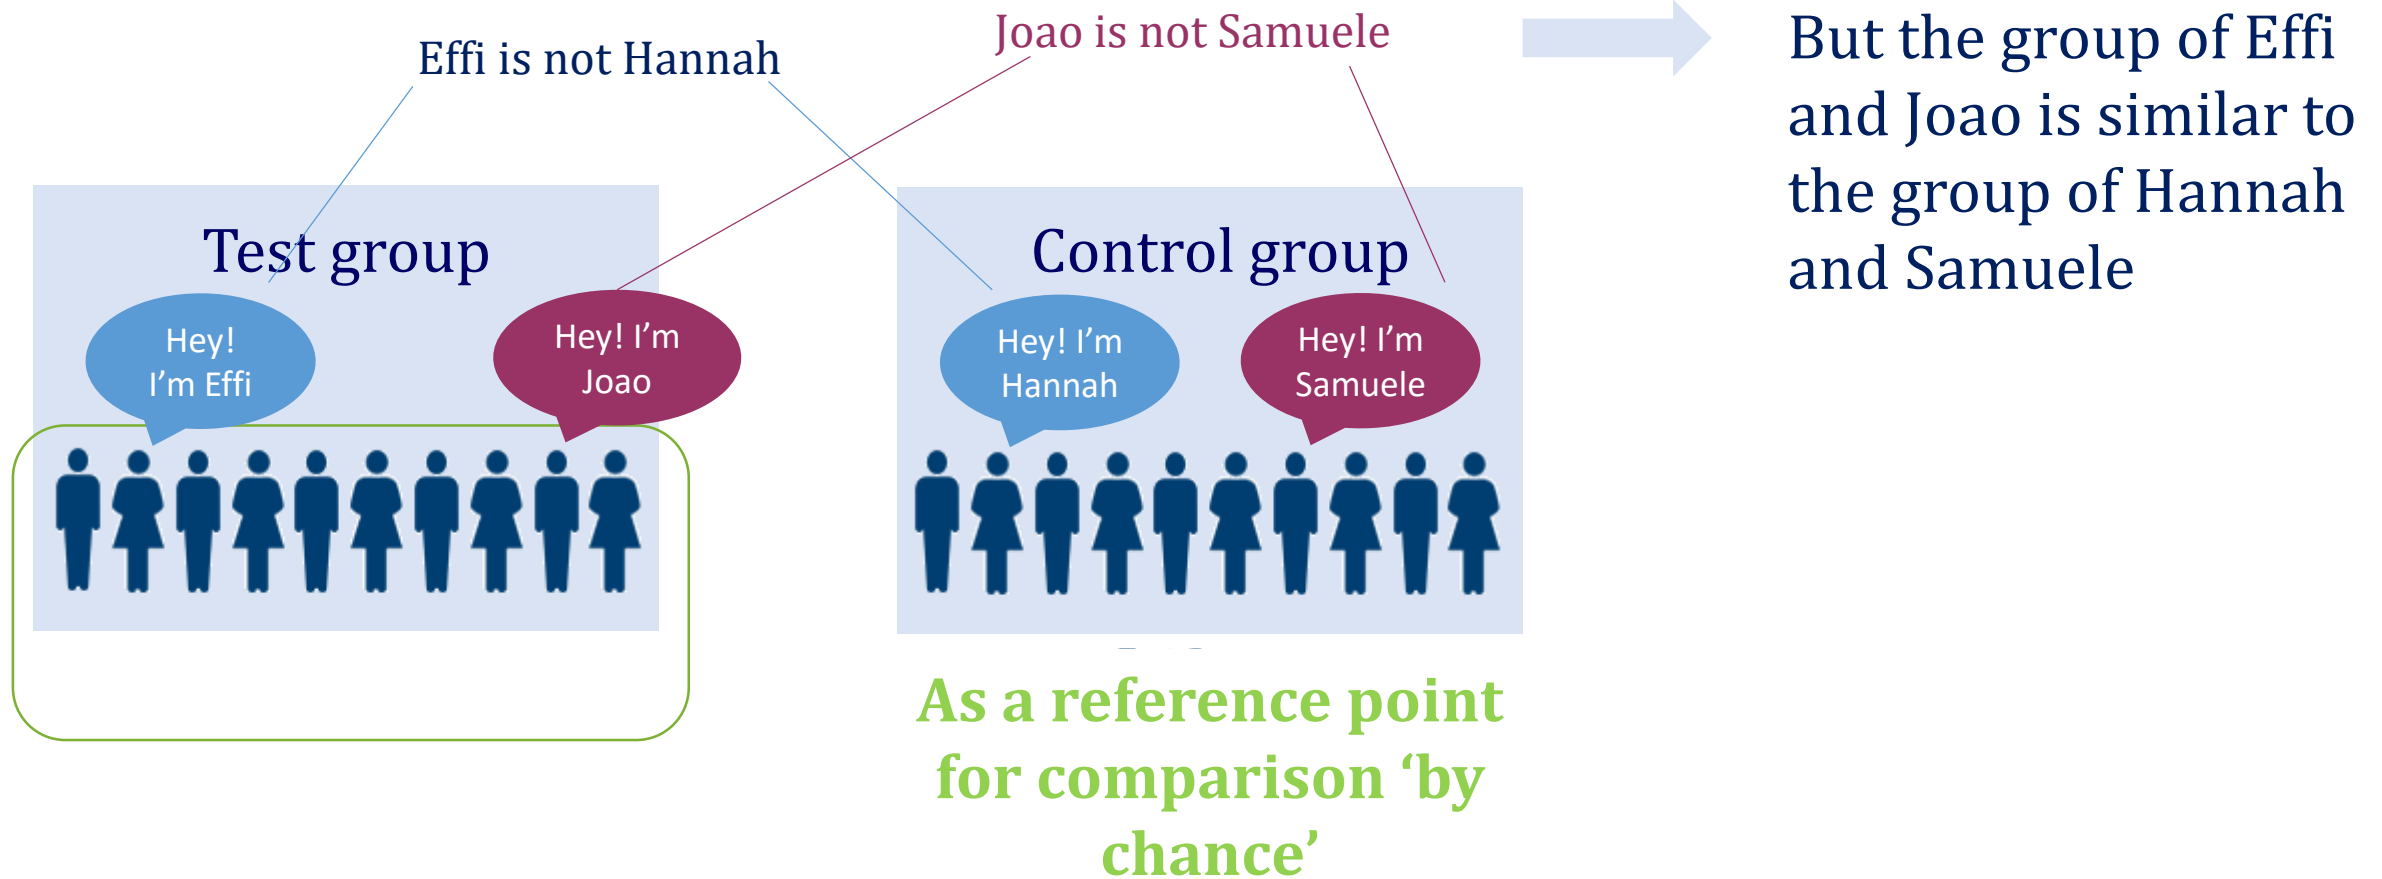 Effi is not Hannah
Joao is not Samuele
But the group of Effi
and Joao is similar to
the group of Hannah
and Samuele
Test group
Hey!
I'm Effi
Hey! I'm
Joao
Control group
Hey! I'm
Hannah
Hey! I'm
Samuele
As a reference point
for comparison ‘by
chance’